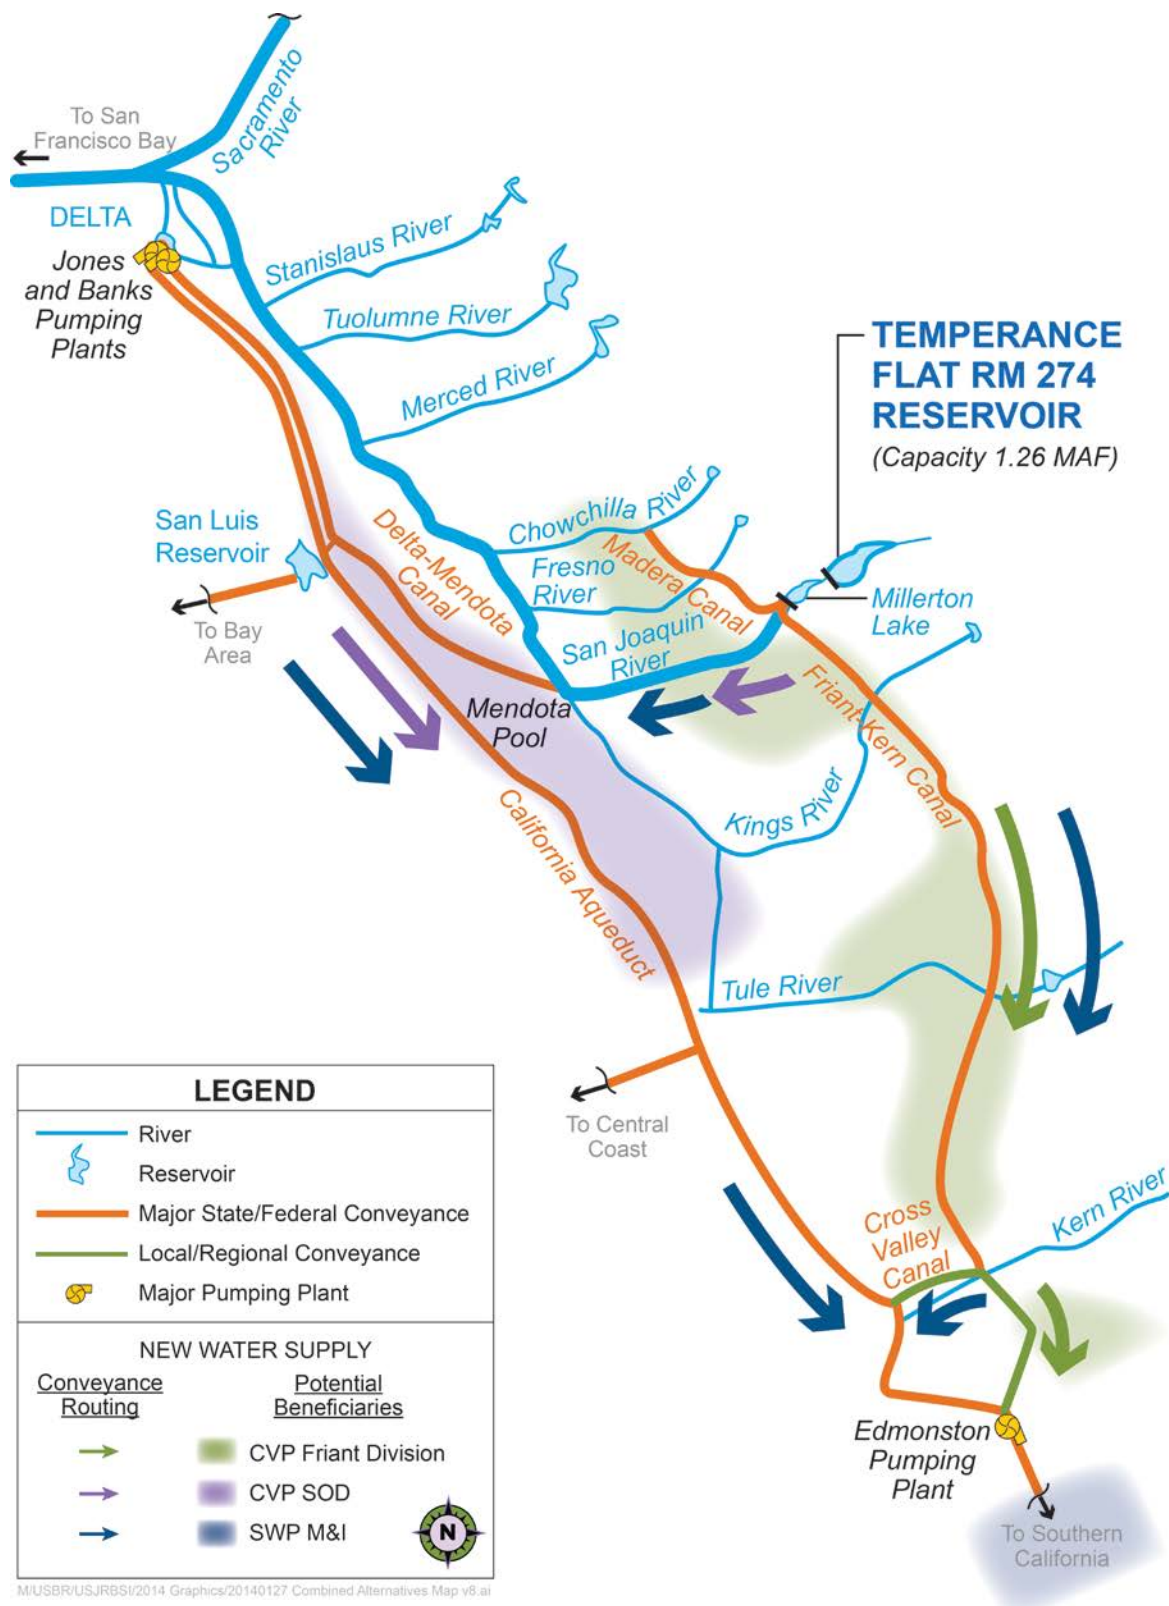 To San
Francisco Bay
Sacramento
River
DELTA
Jones
and Banks
Pumping
Plants
Stanislaus River
Tuolumne River
Merced River
TEMPERANCE
FLAT RM 274
RESERVOIR
(Capacity 1.26 MAF)
San Luis
Reservoir
To Bay
Area
Delta-Mendota
Canal
Chowchilla River
Madera Canal
Fresno
River
San Joaquin
River
Millerton
Lake
Mendota
Pool
Friant-Kern Canal
Kings River
California Aqueduct
Tule River
To Central
Coast
Cross
Valley
Canal
Kern River
Edmonston
Pumping
Plant
To Southern
California
LEGEND
River
Reservoir
Major State/Federal Conveyance
Local/Regional Conveyance
Major Pumping Plant
NEW WATER SUPPLY
Conveyance
Routing
Potential
Beneficiaries
CVP Friant Division
CVP SOD
SWP M&I
N
M/USBR/USJRBSI/2014 Graphics/20140127 Combined Alternatives Map v8.ai